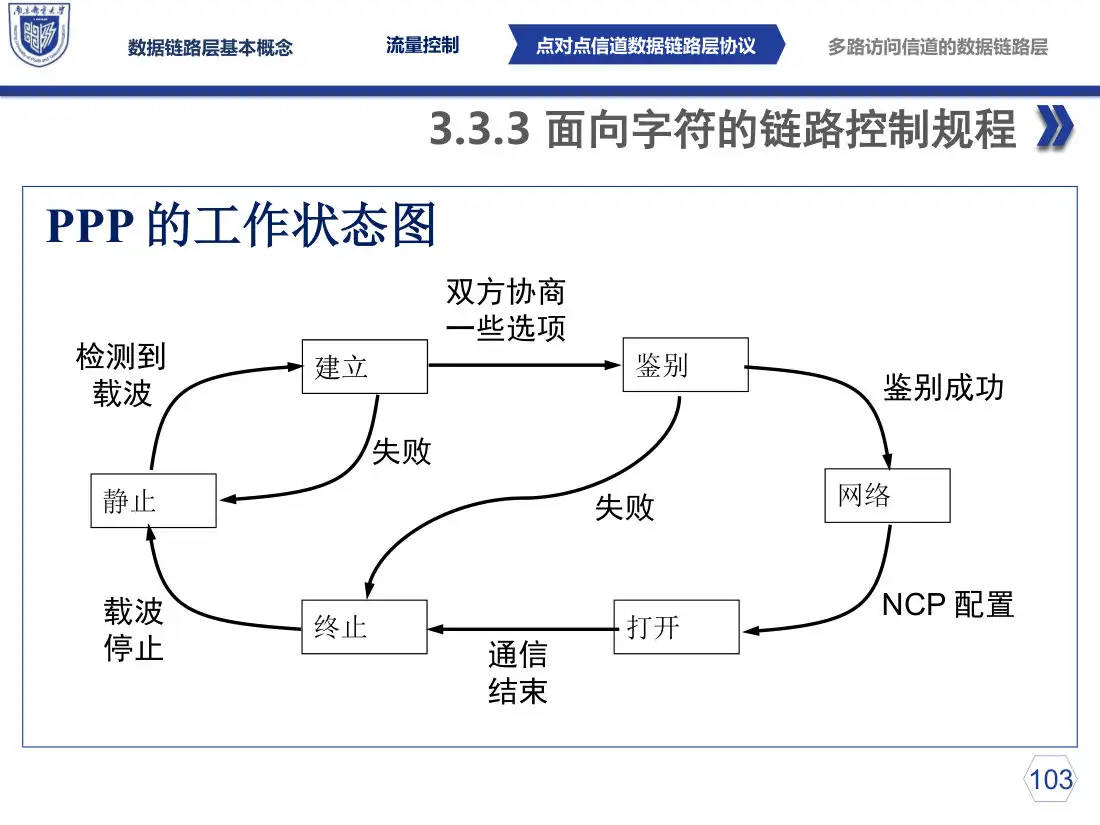 数据链路层基本概念
流量控制
点对点信道数据链路层协议
多路访问信道的数据链路层
3.3.3 面向字符的链路控制规程
PPP 的工作状态图
双方协商
一些选项
检测到
载波
建立
鉴别
鉴别成功
失败
静止
失败
网络
载波
停止
终止
打开
NCP 配置
通信
结束
103